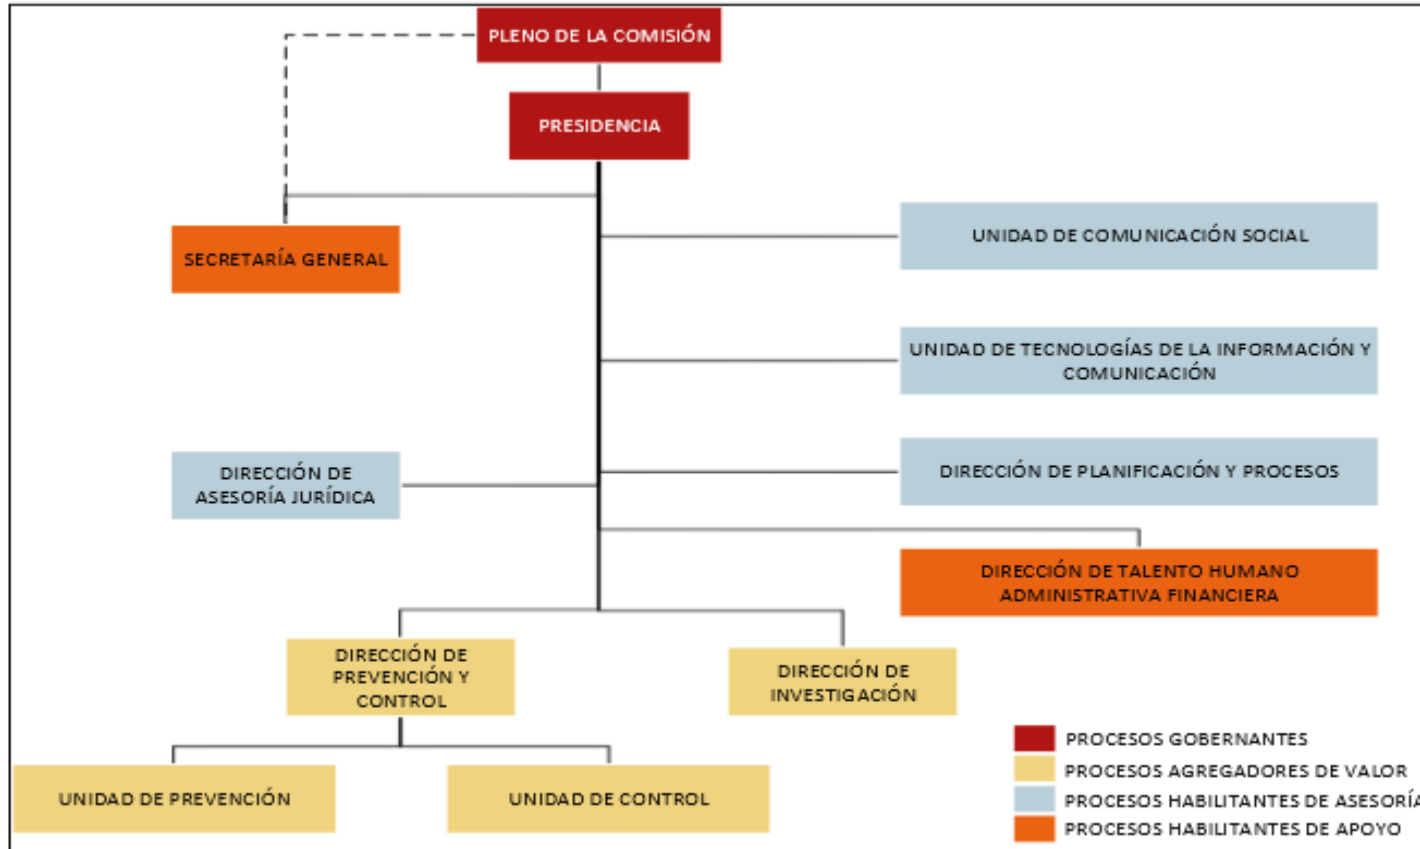 PLENO DE LA COMISIÓN
PRESIDENCIA
SECRETARÍA GENERAL
UNIDAD DE COMUNICACIÓN SOCIAL
UNIDAD DE TECNOLOGÍAS DE LA INFORMACIÓN Y
COMUNICACIÓN
DIRECCIÓN DE
ASESORÍA JURÍDICA
DIRECCIÓN DE PLANIFICACIÓN Y PROCESOS
DIRECCIÓN DE TALENTO HUMANO
ADMINISTRATIVA FINANCIERA
DIRECCIÓN DE
PREVENCIÓN Y
CONTROL
DIRECCIÓN DE
INVESTIGACIÓN
UNIDAD DE PREVENCIÓN
UNIDAD DE CONTROL
PROCESOS GOBERNANTES
PROCESOS AGREGADORES DE VALOR
PROCESOS HABILITANTES DE ASESORÍA
PROCESOS HABILITANTES DE APOYO